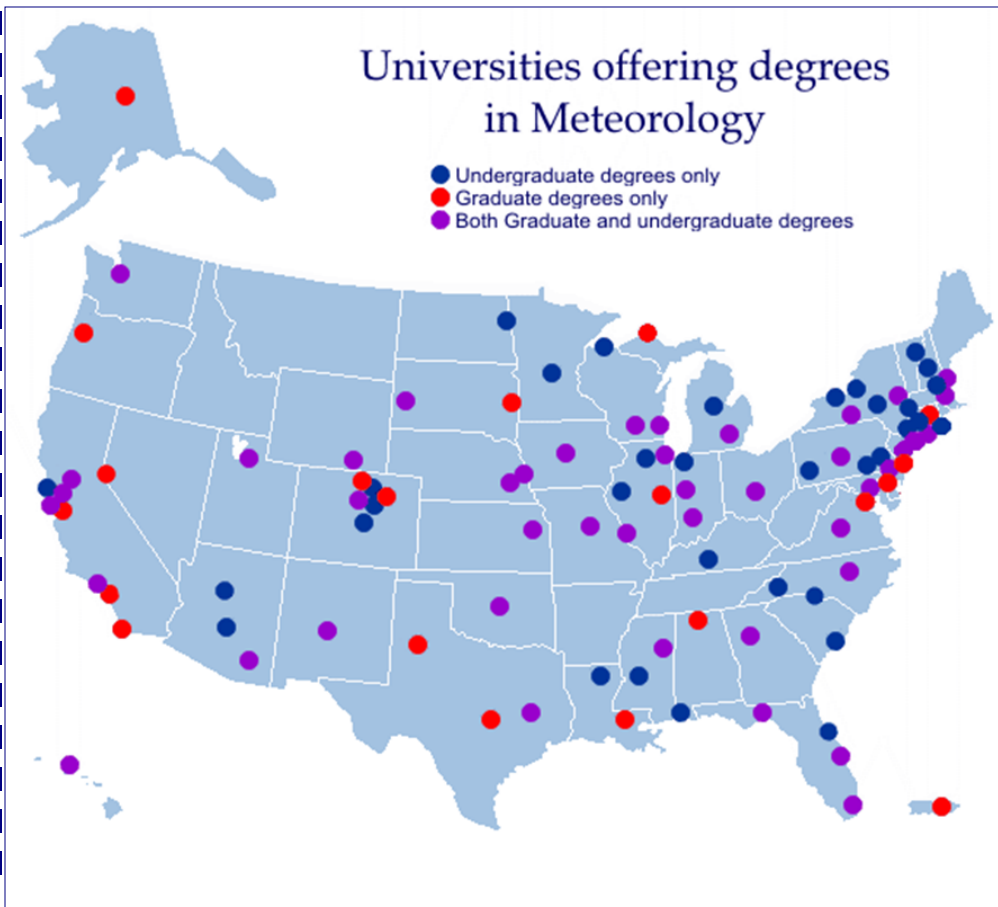 Universities offering degrees
in Meteorology
Undergraduate degrees only
Graduate degrees only
Both Graduate and undergraduate degrees